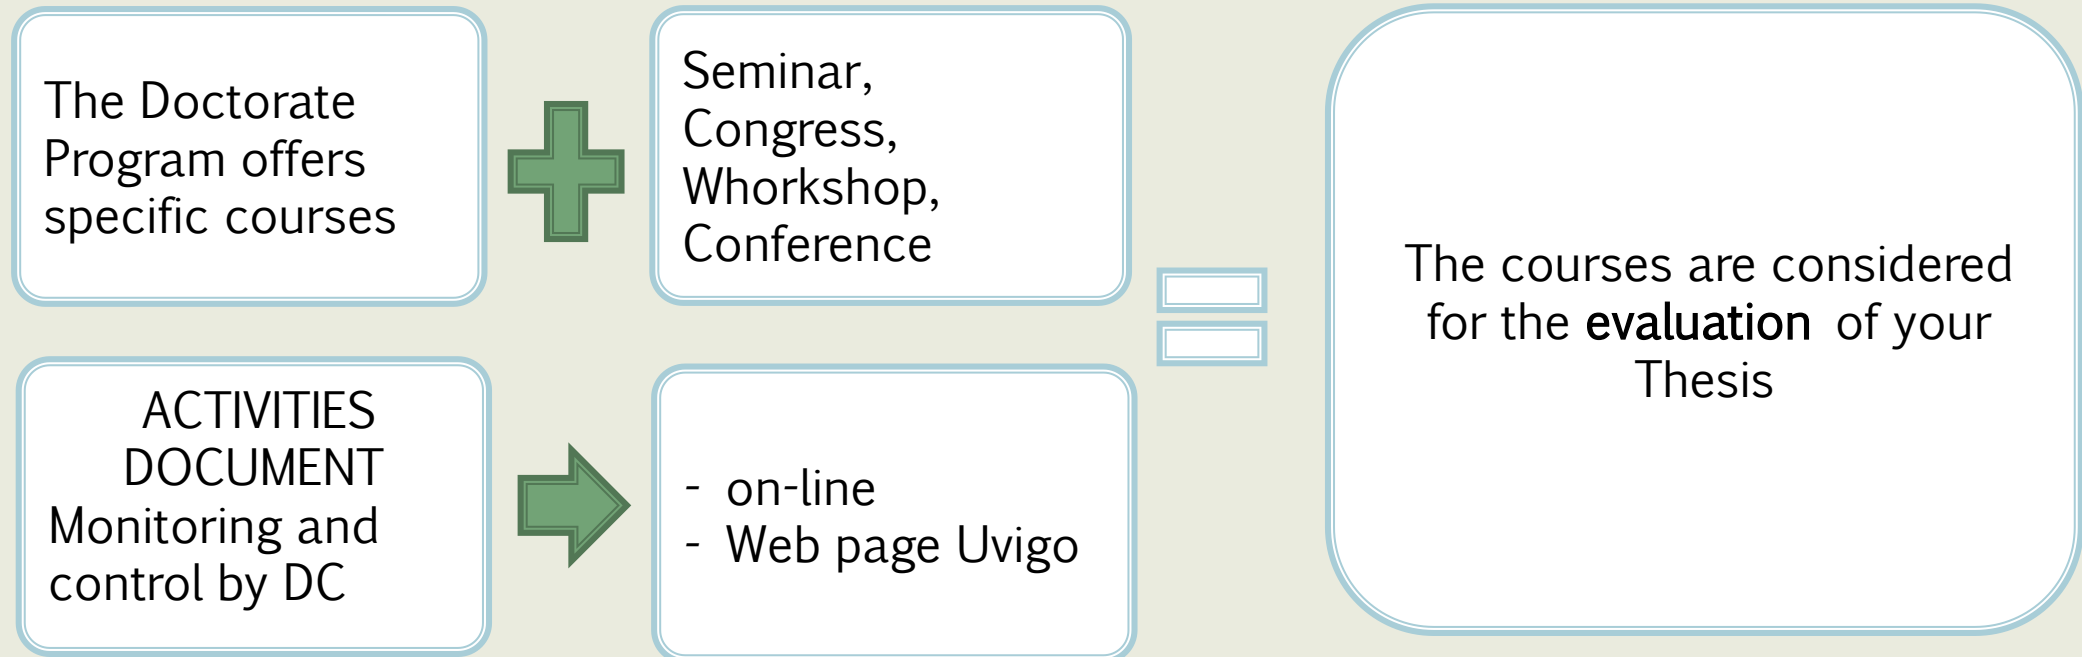 The Doctorate
Program offers
specific courses
Seminar,
Congress,
Whorkshop,
Conference
ACTIVITIES
DOCUMENT
Monitoring and
control by DC
- on-line
- Web page Uvigo
The courses are considered
for the evaluation of your
Thesis